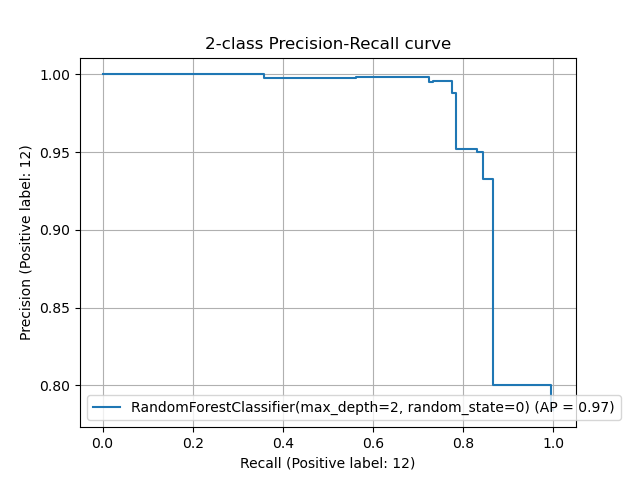 2-class Precision-Recall curve
Precision (Positive label: 12)
1.00
0.95
0.90
0.85
0.80
RandomForestClassifier(max_depth=2, random_state=0) (AP = 0.97)
0.0 0.2 0.4 0.6 0.8 1.0
Recall (Positive label: 12)